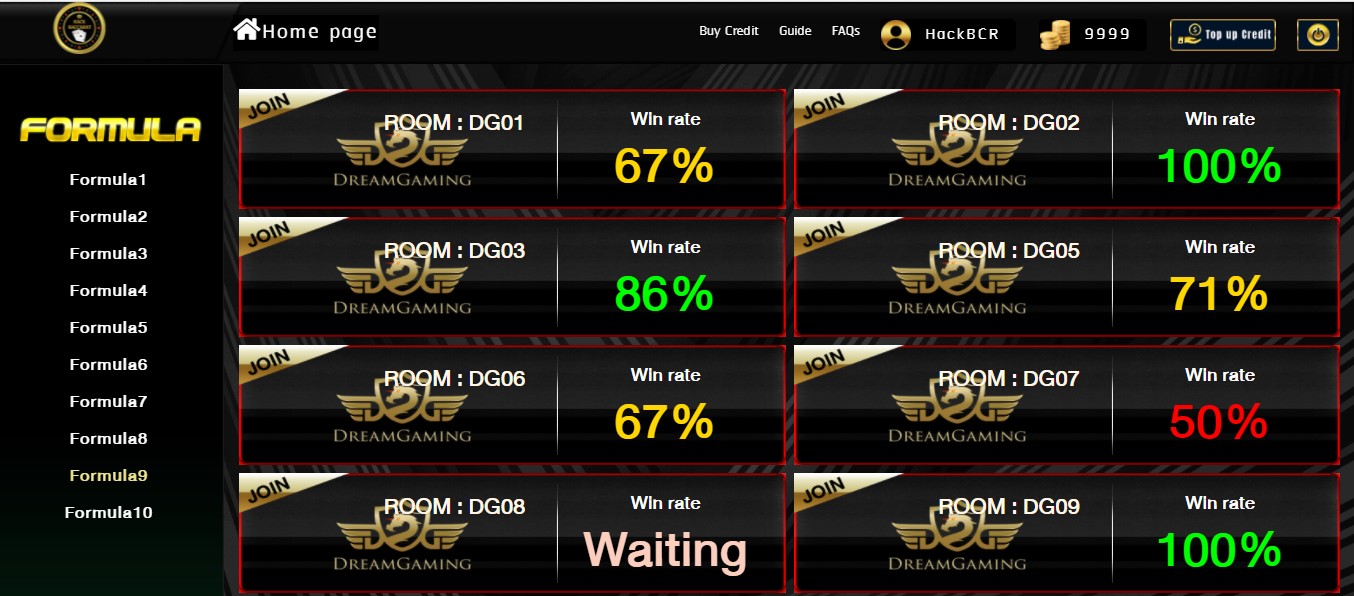 Home page
Buy Credit
Guide
FAQs
HackBCR
9999
Top up Credit
FORMULA
Formula1
Formula2
Formula3
Formula4
Formula5
Formula6
Formula7
Formula8
Formula9
Formula10
JOIN
ROOM : DG01
DREAMGAMING
WIn rate
67%
JOIN
ROOM : DG02
DREAMGAMING
WIn rate
100%
JOIN
ROOM : DG03
DREAMGAMING
WIn rate
86%
JOIN
ROOM : DG05
DREAMGAMING
WIn rate
71%
JOIN
ROOM : DG06
DREAMGAMING
WIn rate
67%
JOIN
ROOM : DG07
DREAMGAMING
WIn rate
50%
JOIN
ROOM : DG08
DREAMGAMING
WIn rate
Waiting
JOIN
ROOM : DG09
DREAMGAMING
WIn rate
100%